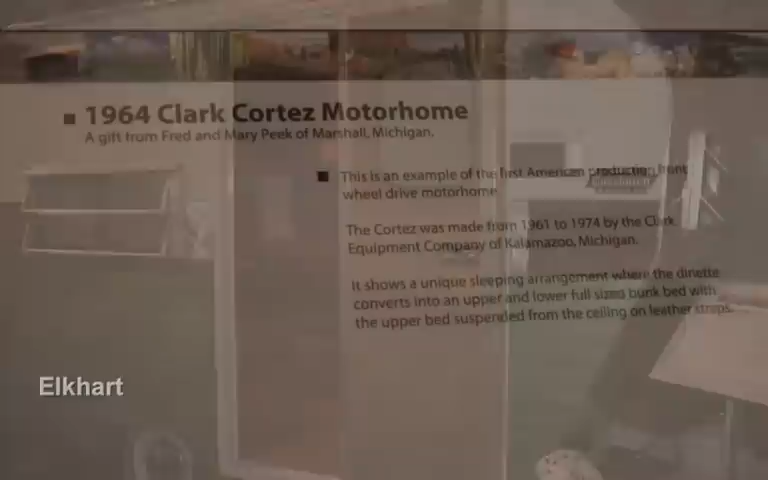 1964 Clark Cortez Motorhome
A gift from Fred and Mary Peek of Marshall, Michigan.
This is an example of the first American production front
wheel drive motorhome.
The Cortez was made from 1961 to 1974 by the Clark
Equipment Company of Kalamazoo, Michigan.
It shows a unique sleeping arrangement where the dinette
converts into an upper and lower full sized bunk bed with
the upper bed suspended from the ceiling on leather straps.
Elkhart